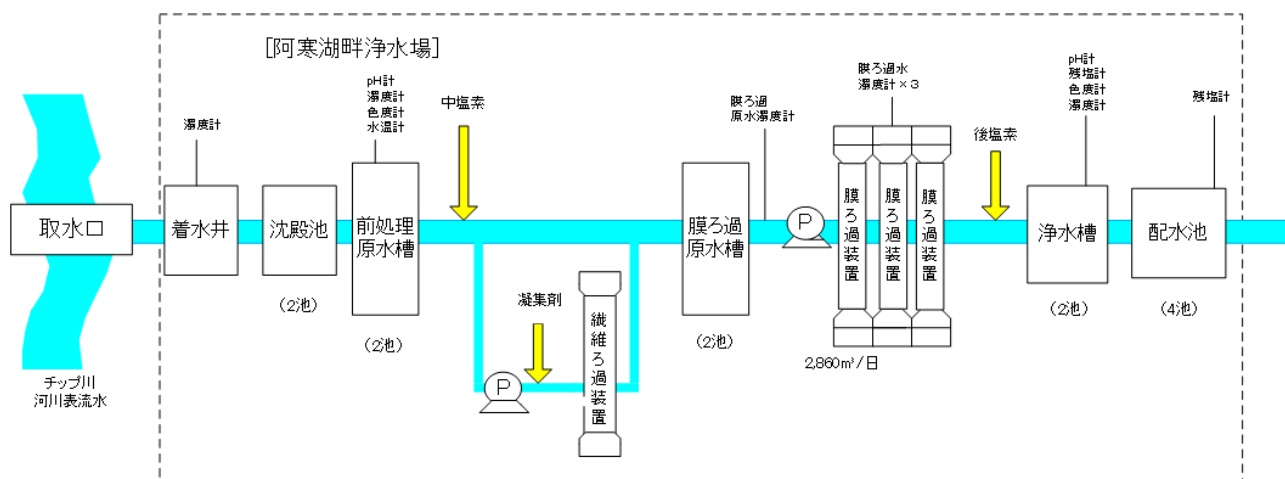 [阿寒湖畔浄水場]
濁度計
pH計
濁度計
色度計
水温計
中塩素
膜ろ過
原水濁度計
膜ろ過水
濁度計×3
後塩素
pH計
残塩計
色度計
濁度計
残塩計
取水口
着水井
沈殿池
(2池)
前処理
原水槽
(2池)
凝集剤
P
繊維ろ過装置
膜ろ過
原水槽
(2池)
P
膜ろ過装置
膜ろ過装置
膜ろ過装置
2,860m³/日
浄水槽
(2池)
配水池
(4池)
チップ川
河川表流水